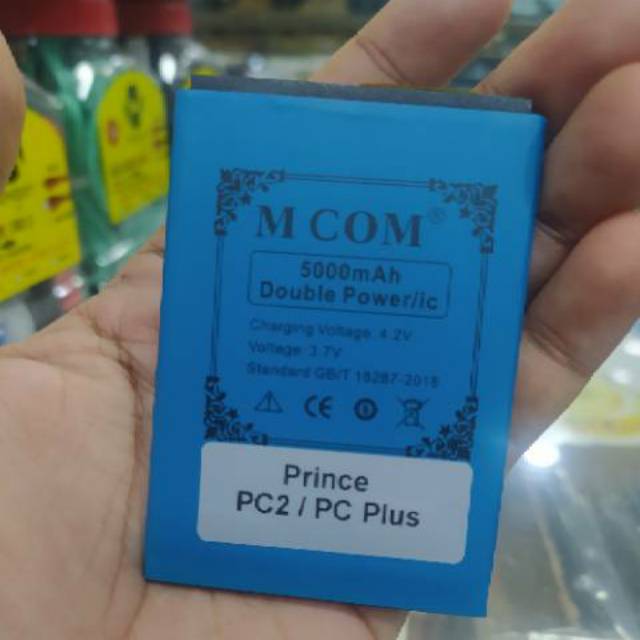 M COM®
5000mAh
Double Power/ic
Charging Voltage: 4.2V
Voltage: 3.7V
Standard GB/T 18287-2018
CE
Prince
PC2 / PC Plus